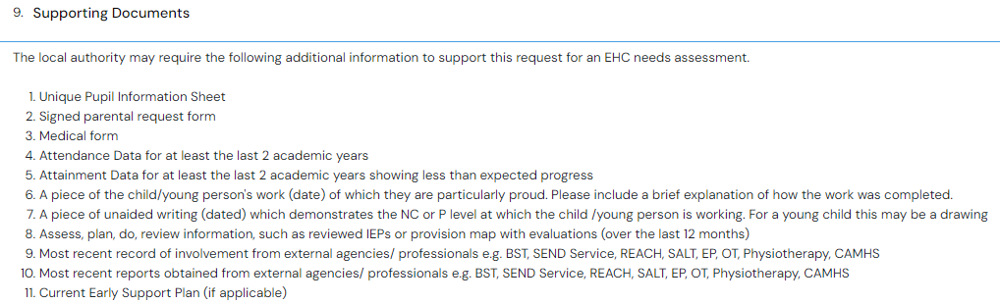 9. Supporting Documents
The local authority may require the following additional information to support this request for an EHC needs assessment.
1. Unique Pupil Information Sheet
2. Signed parental request form
3. Medical form
4. Attendance Data for at least the last 2 academic years
5. Attainment Data for at least the last 2 academic years showing less than expected progress
6. A piece of the child/young person's work (date) of which they are particularly proud. Please include a brief explanation of how the work was completed.
7. A piece of unaided writing (dated) which demonstrates the NC or P level at which the child /young person is working. For a young child this may be a drawing
8. Assess, plan, do, review information, such as reviewed IEPs or provision map with evaluations (over the last 12 months)
9. Most recent record of involvement from external agencies/ professionals e.g. BST, SEND Service, REACH, SALT, EP, OT, Physiotherapy, CAMHS
10. Most recent reports obtained from external agencies/ professionals e.g. BST, SEND Service, REACH, SALT, EP, OT, Physiotherapy, CAMHS
11. Current Early Support Plan (if applicable)